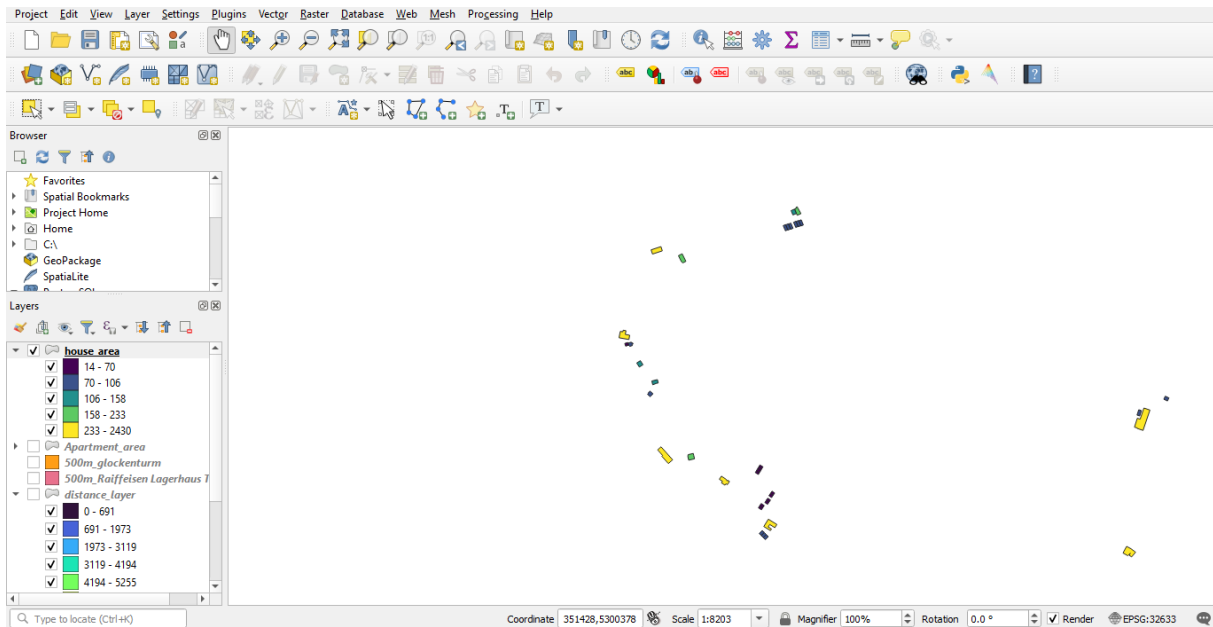 Project Edit View Layer Settings Plugins Vector Raster Database Web Mesh Processing Help
abc abc abc
T
T
Browser
Favorites
Spatial Bookmarks
Project Home
Home
C:\
GeoPackage
SpatiaLite
Layers
house_area
14 - 70
70 - 106
106 - 158
158 - 233
233 - 2430
Apartment_area
500m_glockenturm
500m_Raiffeisen Lagerhaus T
distance_layer
0 - 691
691 - 1973
1973 - 3119
3119 - 4194
4194 - 5255
Type to locate (Ctrl+K) Coordinate 351428,5300378 Scale 1:8203 Magnifier 100% Rotation 0.0 ° Render EPSG:32633